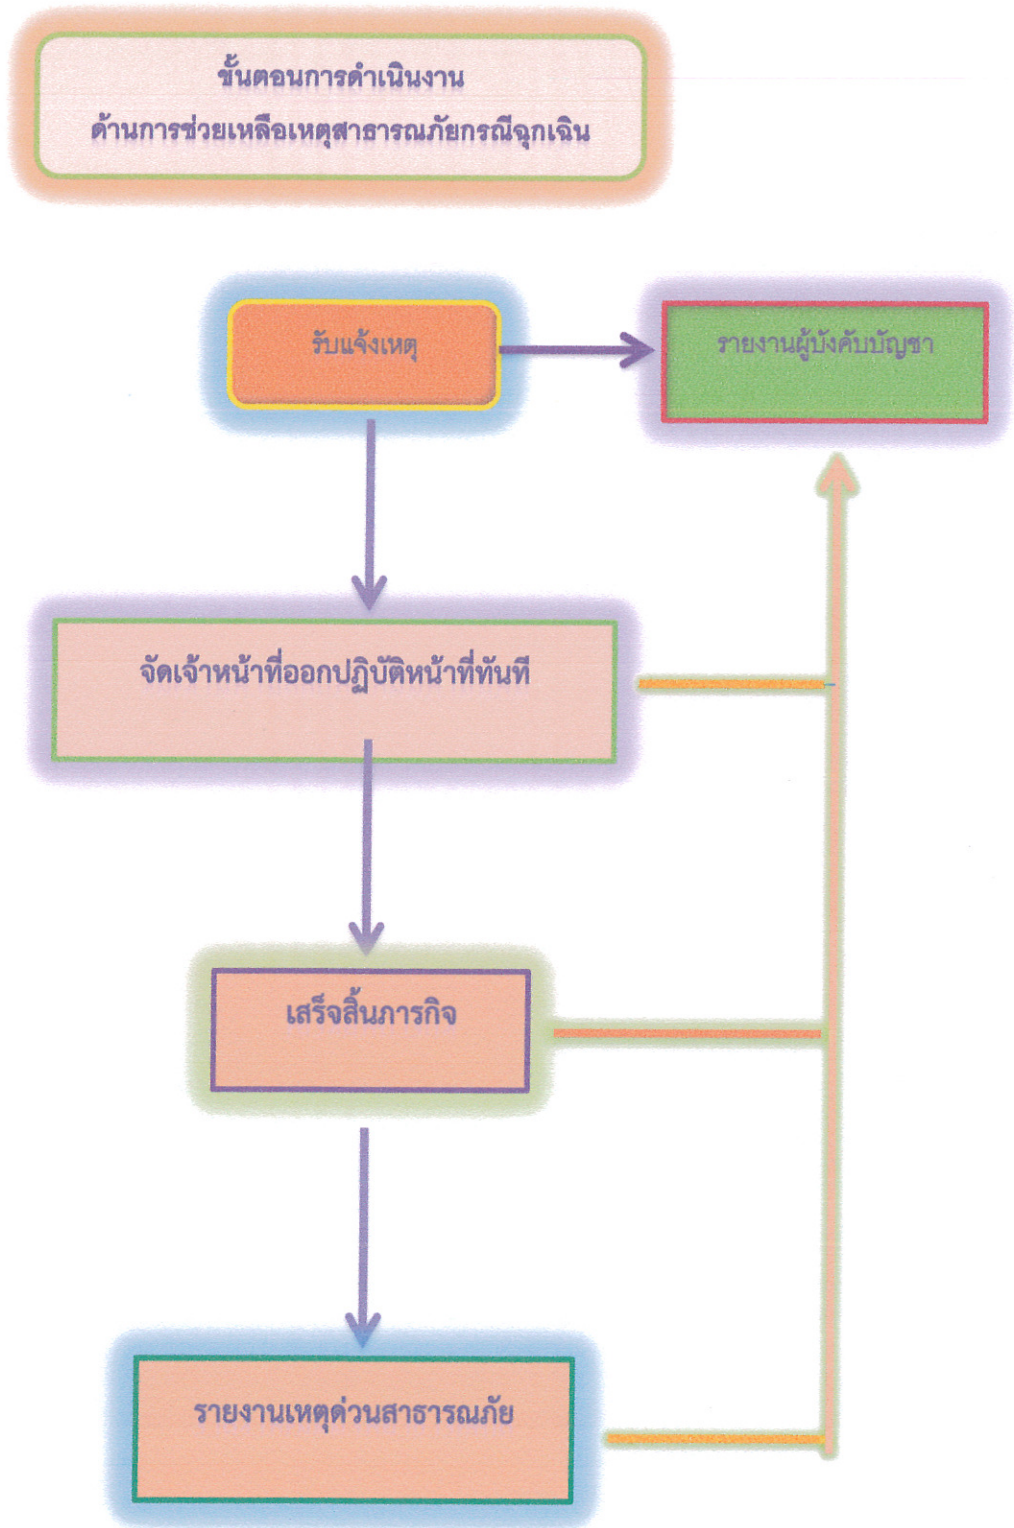 ขั้นตอนการดำเนินงาน
ด้านการช่วยเหลือเหตุสาธารณภัยกรณีฉุกเฉิน
รับแจ้งเหตุ
รายงานผู้บังคับบัญชา
จัดเจ้าหน้าที่ออกปฏิบัติหน้าที่ทันที
เสร็จสิ้นภารกิจ
รายงานเหตุด่วนสาธารณภัย